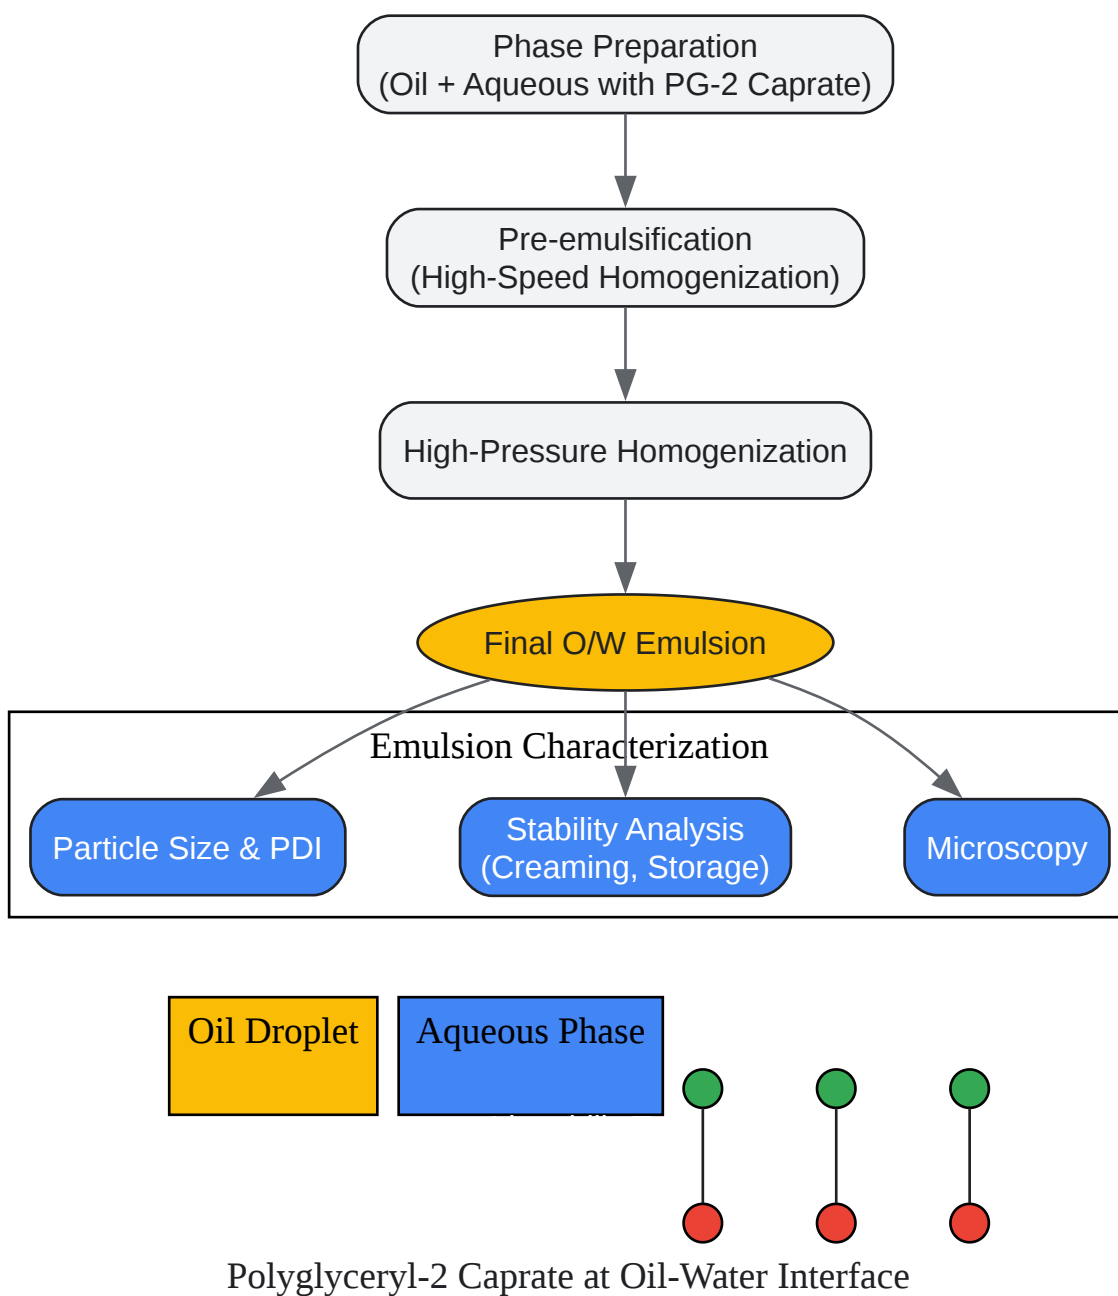 Phase Preparation
(Oil + Aqueous with PG-2 Caprate)
Pre-emulsification
(High-Speed Homogenization)
High-Pressure Homogenization
Final O/W Emulsion
Emulsion Characterization
Particle Size & PDI
Stability Analysis
(Creaming, Storage)
Microscopy
Oil Droplet
Aqueous Phase
Polyglyceryl-2 Caprate at Oil-Water Interface